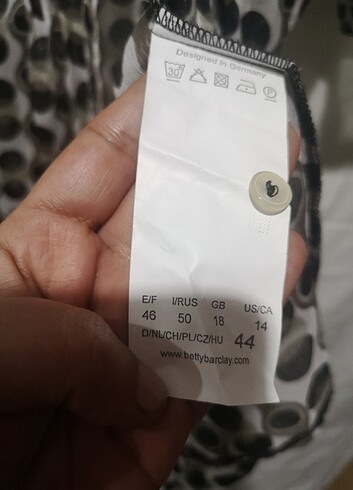 Designed in Germany
30
P
E/F I/RUS GB US/CA
46 50 18 14
D/NL/CH/PL/CZ/HU 44
www.bettybarclay.com